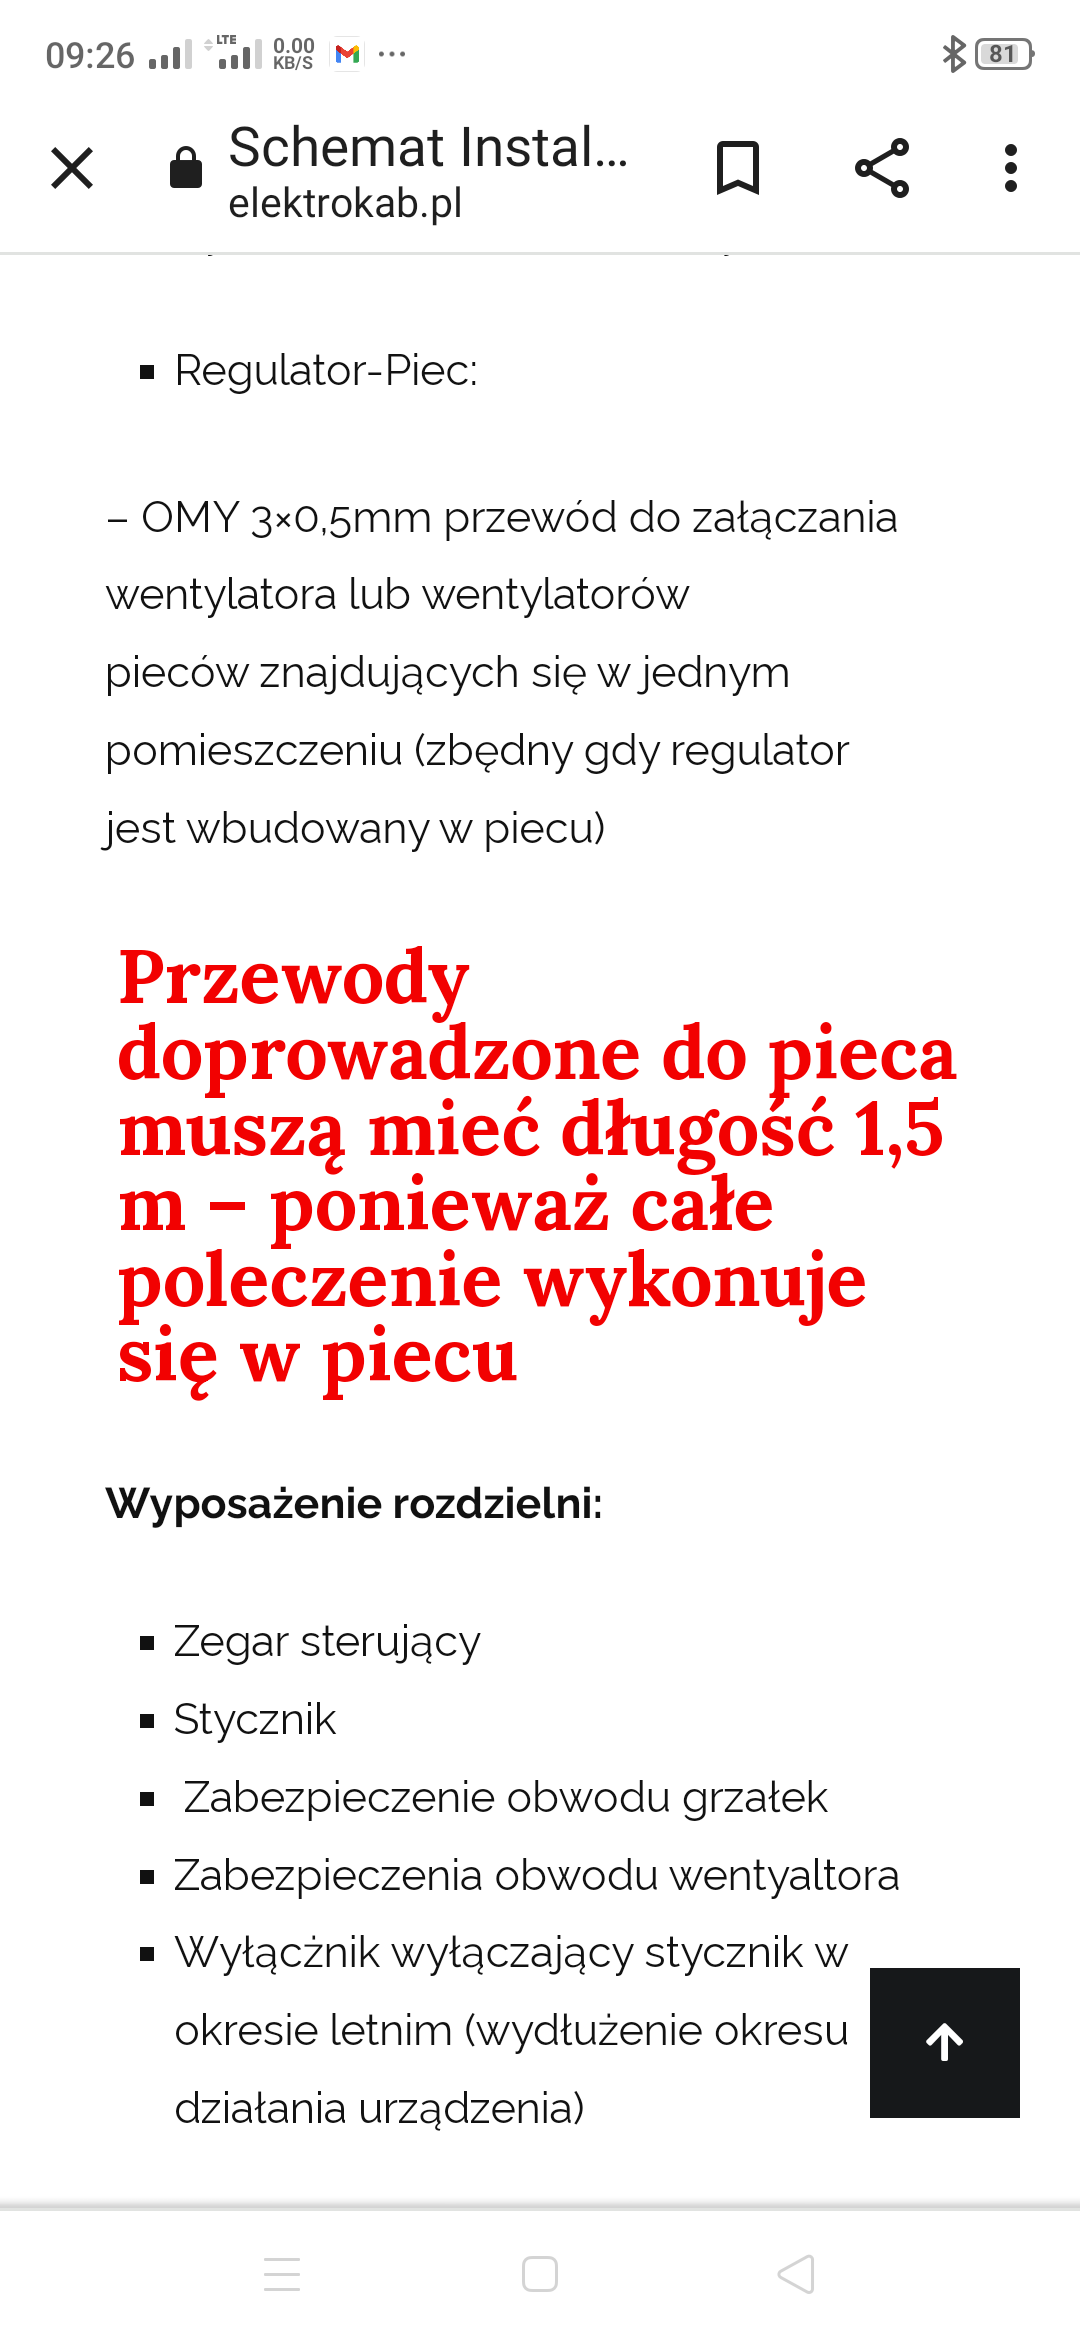 09:26 LTE 0.00 KB/S 81
Schemat Instal...
elektrokab.pl
Regulator-Piec:
– OMY 3×0,5mm przewód do załączania
wentylatora lub wentylatorów
pieców znajdujących się w jednym
pomieszczeniu (zbędny gdy regulator
jest wbudowany w piecu)
Przewody
doprowadzone do pieca
muszą mieć długość 1,5
m – ponieważ całe
poleczenie wykonuje
się w piecu
Wyposażenie rozdzielni:
Zegar sterujący
Stycznik
Zabezpieczenie obwodu grzałek
Zabezpieczenia obwodu wentyaltora
Wyłącżnik wyłączający stycznik w
okresie letnim (wydłużenie okresu
działania urządzenia)